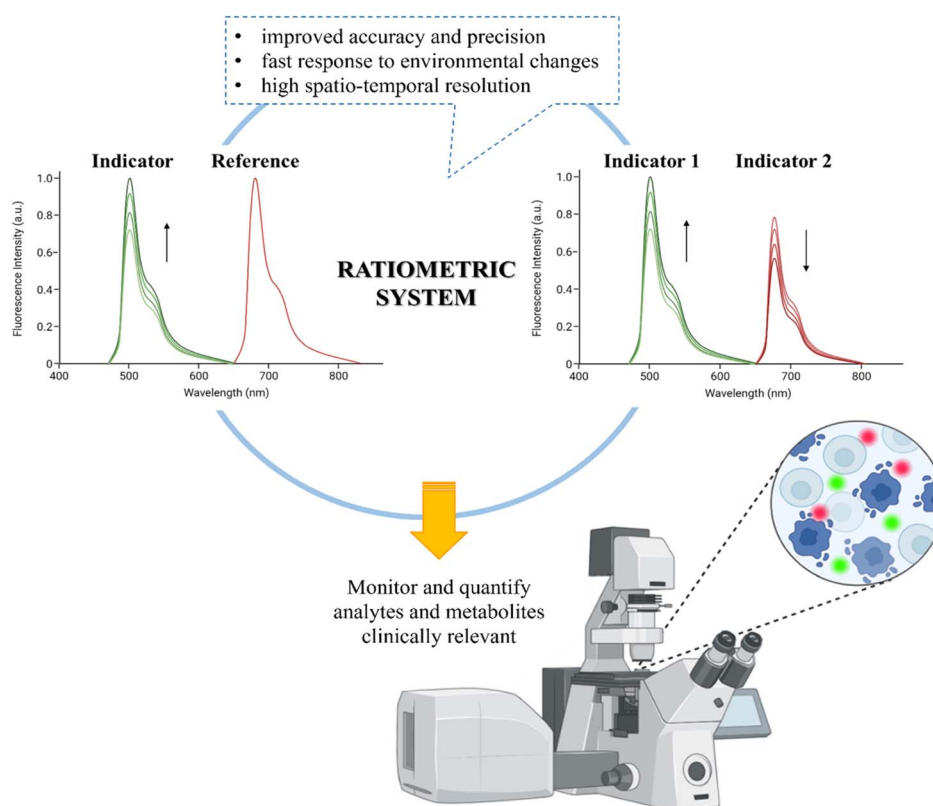 • improved accuracy and precision
• fast response to environmental changes
• high spatio-temporal resolution
Indicator
Reference
Fluorescence Intensity (a.u.)
1.0
0.8
0.6
0.4
0.2
0
400
500
600
700
800
Wavelength (nm)
RATIOMETRIC
SYSTEM
Indicator 1
Indicator 2
Fluorescence Intensity (a.u.)
1.0
0.8
0.6
0.4
0.2
0
400
500
600
700
800
Wavelength (nm)
Monitor and quantify
analytes and metabolites
clinically relevant